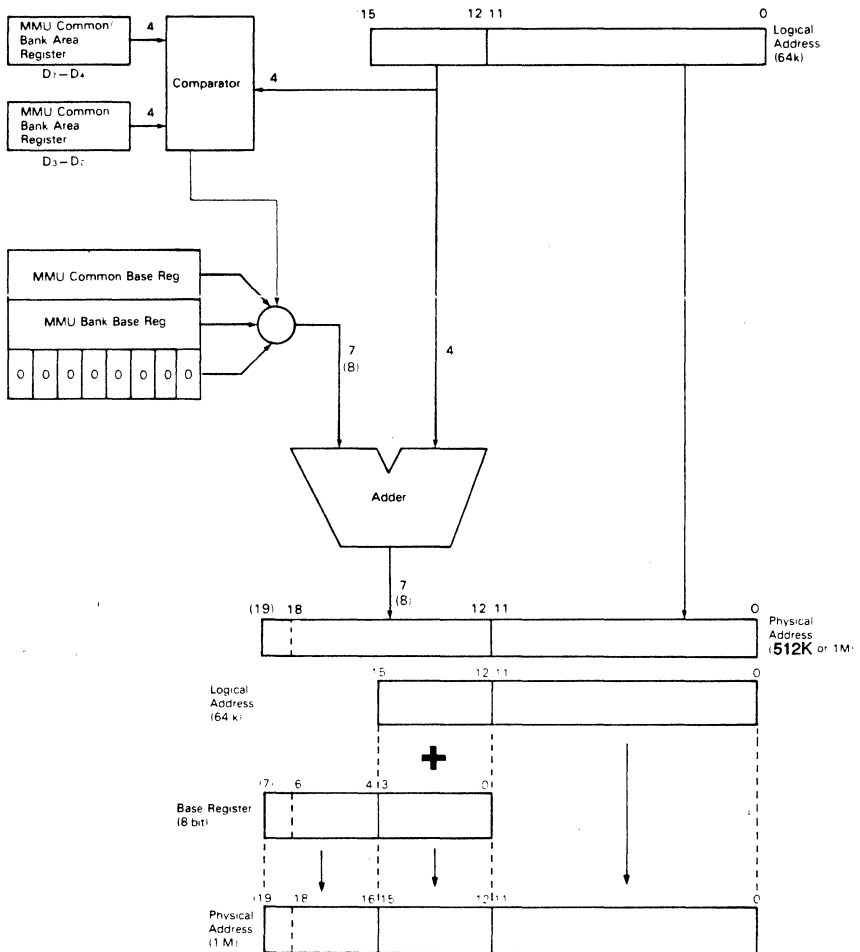 MMU Common/
Bank Area
Register
D7–D4
4
MMU Common
Bank Area
Register
4
Comparator
4
15 12 11 0
Logical
Address
(64k)
MMU Common Base Reg
MMU Bank Base Reg
0 0 0 0 0 0 0 0
7
(8)
4
Adder
7
(8)
(19) 18 12 11 0
Physical
Address
(512K or 1M)
15 12 11 0
Logical
Address
(64 k)
+
(7) 6 4 3 0
Base Register
(8 bit)
(19 18 16 15 12 11 0
Physical
Address
(1 M)